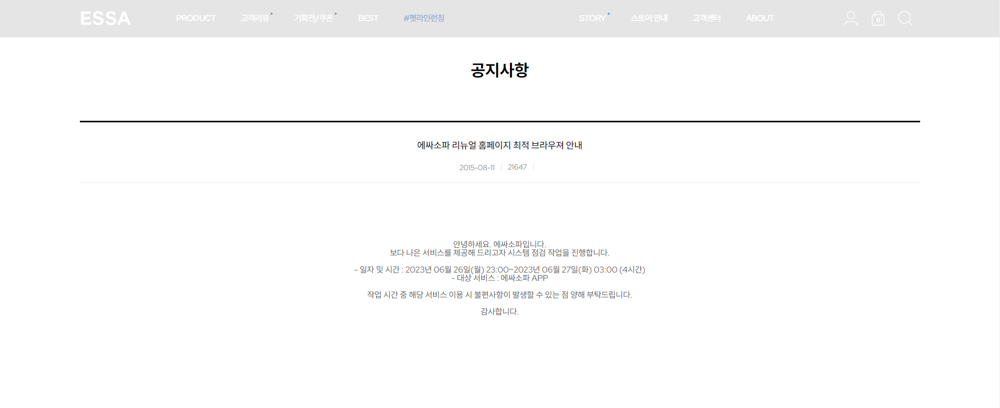 ESSA
PRODUCT
고객리뷰
기획전/쿠폰
BEST
#펫라인런칭
STORY
스토어 안내
고객센터
ABOUT
0
공지사항
에싸소파 리뉴얼 홈페이지 최적 브라우져 안내
2015-08-11
21647
안녕하세요. 에싸소파입니다.
보다 나은 서비스를 제공해 드리고자 시스템 점검 작업을 진행합니다.
- 일자 및 시간 : 2023년 06월 26일(월) 23:00~2023년 06월 27일(화) 03:00 (4시간)
- 대상 서비스 : 에싸소파 APP
작업 시간 중 해당 서비스 이용 시 불편사항이 발생할 수 있는 점 양해 부탁드립니다.
감사합니다.